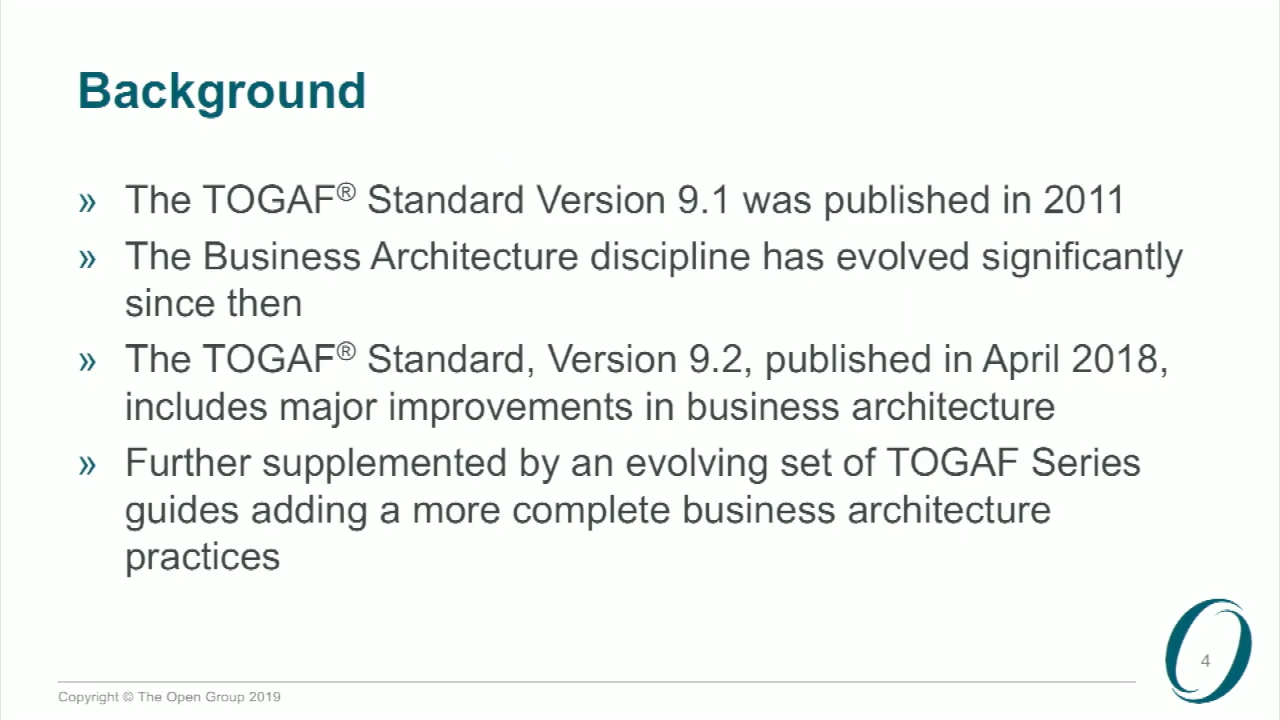 Background
» The TOGAF® Standard Version 9.1 was published in 2011
» The Business Architecture discipline has evolved significantly
since then
» The TOGAF® Standard, Version 9.2, published in April 2018,
includes major improvements in business architecture
» Further supplemented by an evolving set of TOGAF Series
guides adding a more complete business architecture
practices
4
Copyright © The Open Group 2019